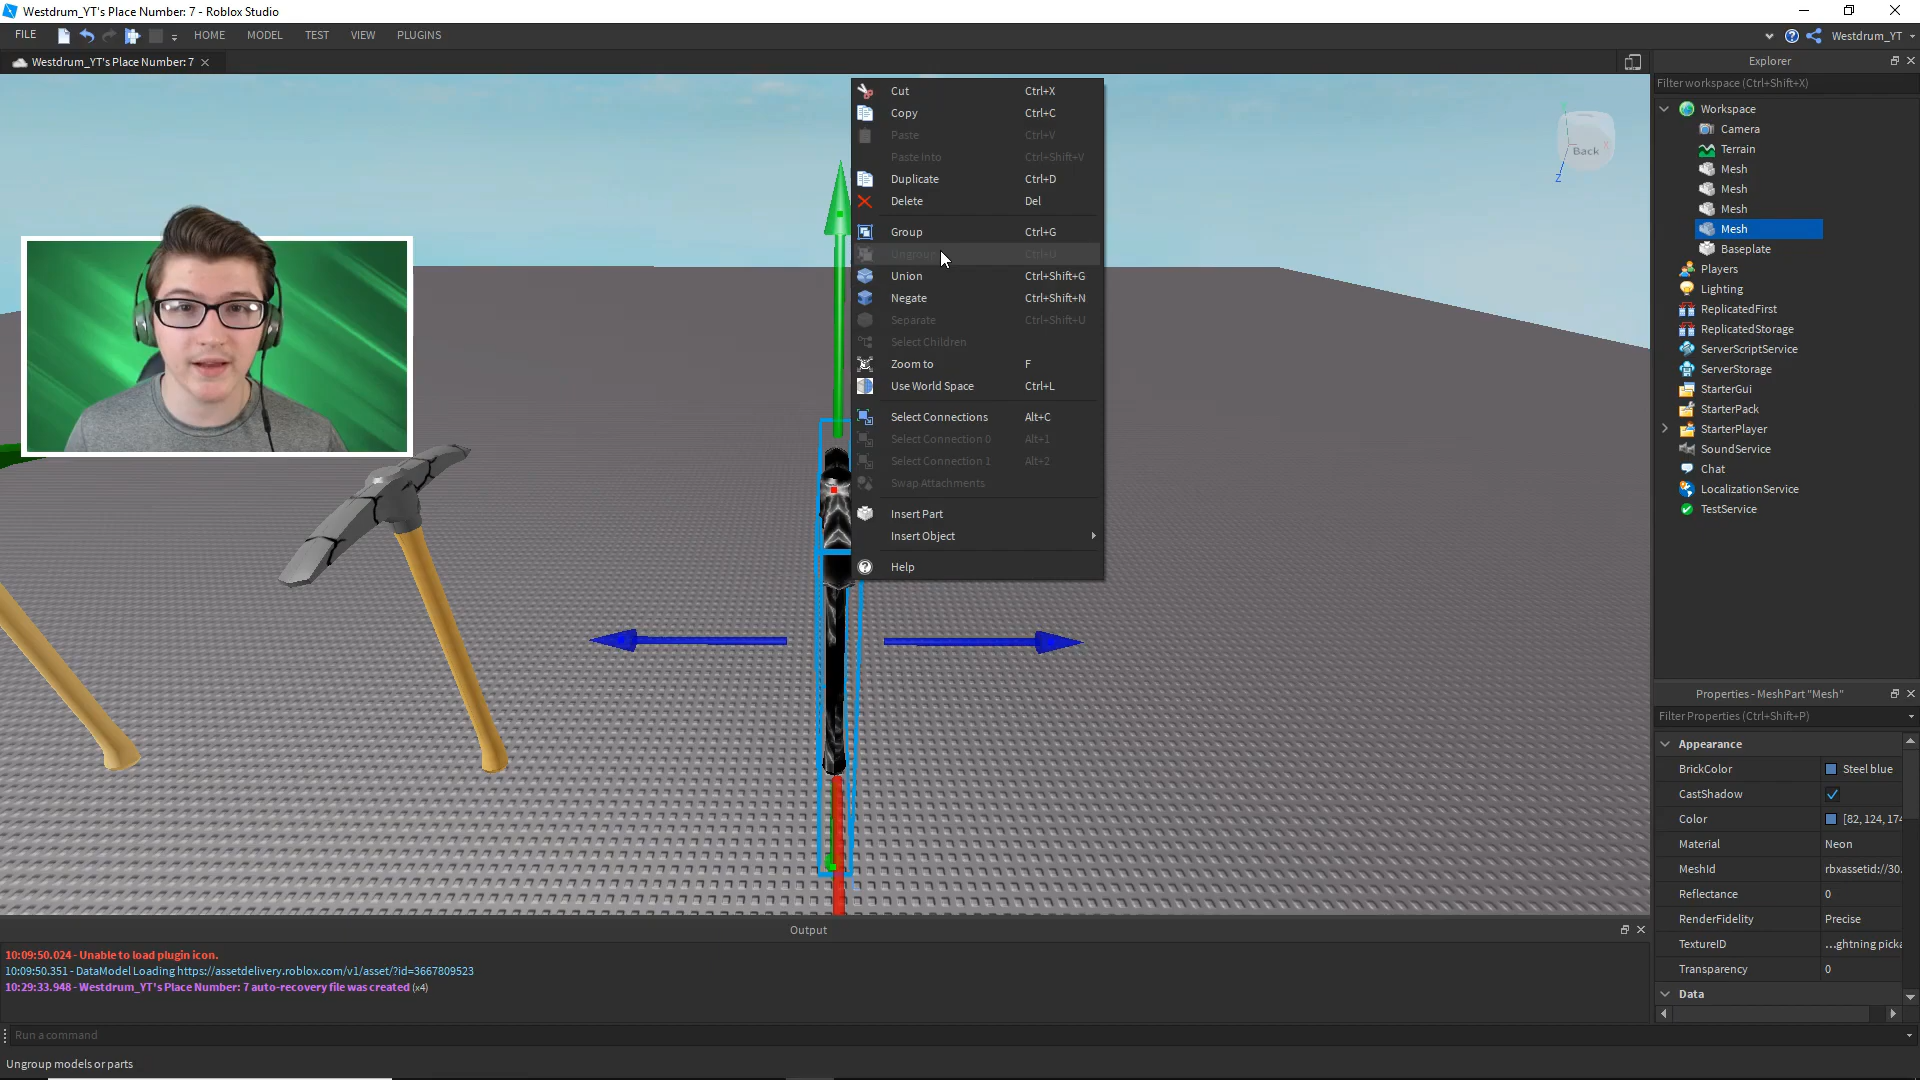 Westdrum_YT's Place Number: 7 - Roblox Studio
FILE HOME MODEL TEST VIEW PLUGINS Westdrum_YT
Westdrum_YT's Place Number: 7
Cut Ctrl+X
Copy Ctrl+C
Paste Ctrl+V
Paste Into Ctrl+Shift+V
Duplicate Ctrl+D
Delete Del
Group Ctrl+G
Ungroup Ctrl+U
Union Ctrl+Shift+G
Negate Ctrl+Shift+N
Separate Ctrl+Shift+U
Select Children
Zoom to F
Use World Space Ctrl+L
Select Connections Alt+C
Select Connection 0 Alt+1
Select Connection 1 Alt+2
Swap Attachments
Insert Part
Insert Object
Help
Back
X
Z
Explorer
Filter workspace (Ctrl+Shift+X)
Workspace
Camera
Terrain
Mesh
Mesh
Mesh
Mesh
Baseplate
Players
Lighting
ReplicatedFirst
ReplicatedStorage
ServerScriptService
ServerStorage
StarterGui
StarterPack
StarterPlayer
SoundService
Chat
LocalizationService
TestService
Properties - MeshPart "Mesh"
Filter Properties (Ctrl+Shift+P)
Appearance
BrickColor Steel blue
CastShadow
Color [82, 124, 174
Material Neon
MeshId rbxassetid://30.
Reflectance 0
RenderFidelity Precise
TextureID ...ghtning picka
Transparency 0
Data
Output
10:09:50.024 - Unable to load plugin icon.
10:09:50.351 - DataModel Loading https://assetdelivery.roblox.com/v1/asset/?id=3667809523
10:29:33.948 - Westdrum_YT's Place Number: 7 auto-recovery file was created (x4)
Run a command
Ungroup models or parts